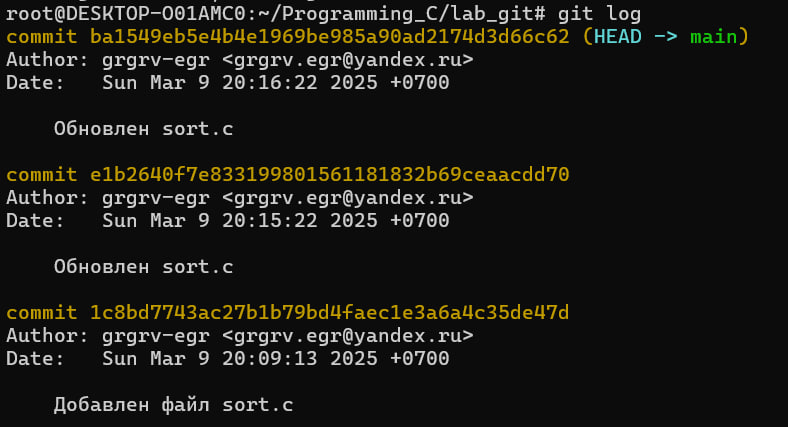 root@DESKTOP-O01AMC0:~/Programming_C/lab_git# git log
commit ba1549eb5e4b4e1969be985a90ad2174d3d66c62 (HEAD -> main)
Author: grgrv-egr <grgrv.egr@yandex.ru>
Date:   Sun Mar 9 20:16:22 2025 +0700
    Обновлен sort.c
commit e1b2640f7e833199801561181832b69ceaacdd70
Author: grgrv-egr <grgrv.egr@yandex.ru>
Date:   Sun Mar 9 20:15:22 2025 +0700
    Обновлен sort.c
commit 1c8bd7743ac27b1b79bd4faec1e3a6a4c35de47d
Author: grgrv-egr <grgrv.egr@yandex.ru>
Date:   Sun Mar 9 20:09:13 2025 +0700
    Добавлен файл sort.c